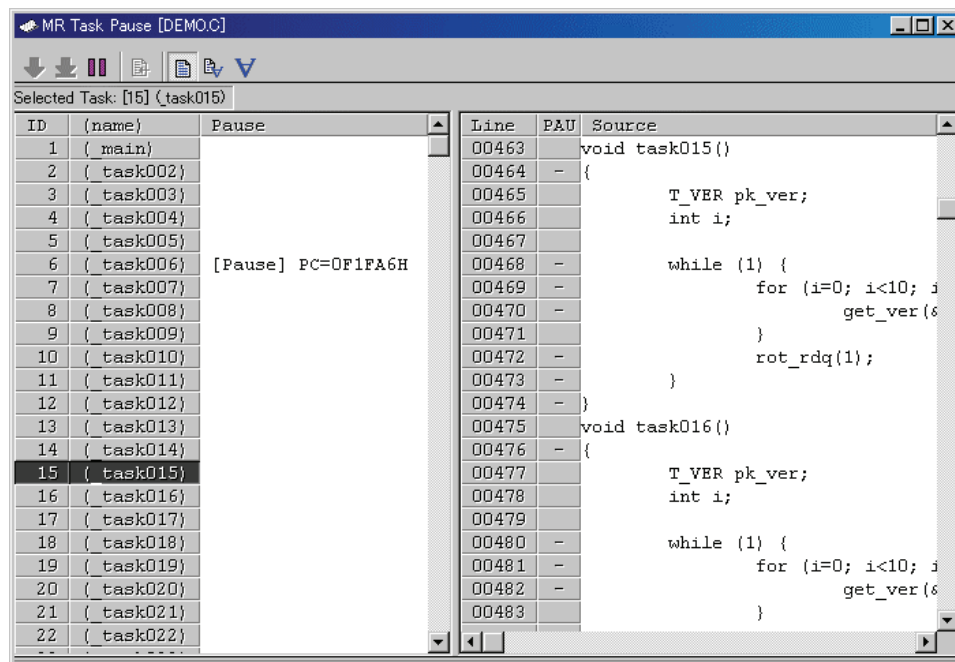 MR Task Pause [DEMO.C]
Selected Task: [15] (_task015)
ID (name) Pause
1 (_main)
2 (_task002)
3 (_task003)
4 (_task004)
5 (_task005)
6 (_task006) [Pause] PC=0F1FA6H
7 (_task007)
8 (_task008)
9 (_task009)
10 (_task010)
11 (_task011)
12 (_task012)
13 (_task013)
14 (_task014)
15 (_task015)
16 (_task016)
17 (_task017)
18 (_task018)
19 (_task019)
20 (_task020)
21 (_task021)
22 (_task022)
Line PAU Source
00463 void task015()
00464 - {
00465 T_VER pk_ver;
00466 int i;
00467
00468 - while (1) {
00469 - for (i=0; i<10; i
00470 - get_ver(&
00471 }
00472 - rot_rdq(1);
00473 - }
00474 - }
00475 void task016()
00476 - {
00477 T_VER pk_ver;
00478 int i;
00479
00480 - while (1) {
00481 - for (i=0; i<10; i
00482 - get_ver(&
00483 }